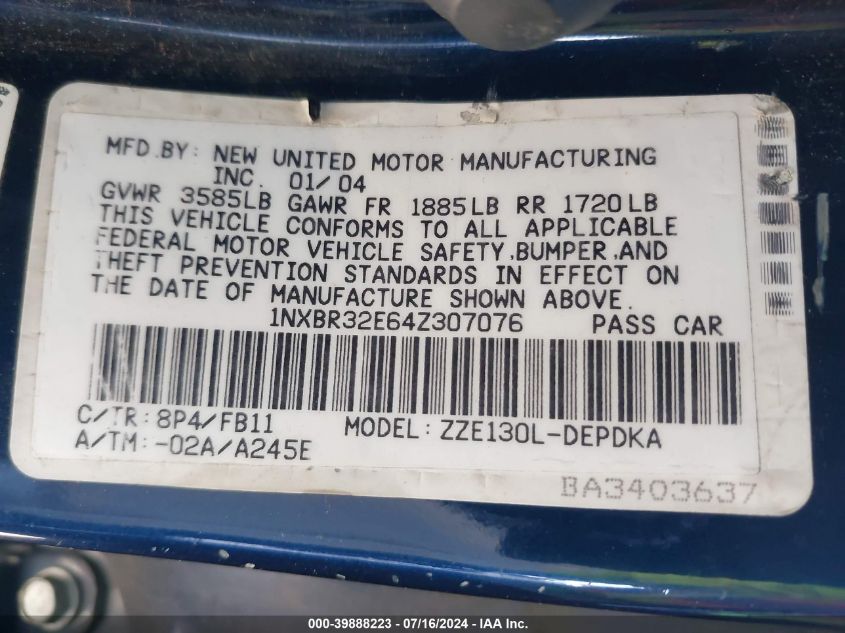 MFD.BY: NEW UNITED MOTOR MANUFACTURING
INC. 01/04
GVWR 3585LB GAWR FR 1885LB RR 1720LB
THIS VEHICLE CONFORMS TO ALL APPLICABLE
FEDERAL MOTOR VEHICLE SAFETY,BUMPER,AND
THEFT PREVENTION STANDARDS IN EFFECT ON
THE DATE OF MANUFACTURE SHOWN ABOVE.
1NXBR32E64Z307076 PASS CAR
C/TR:8P4/FB11 MODEL:ZZE130L-DEPDKA
A/TM:-02A/A245E
BA3403637
000-39888223 - 07/16/2024 - IAA Inc.